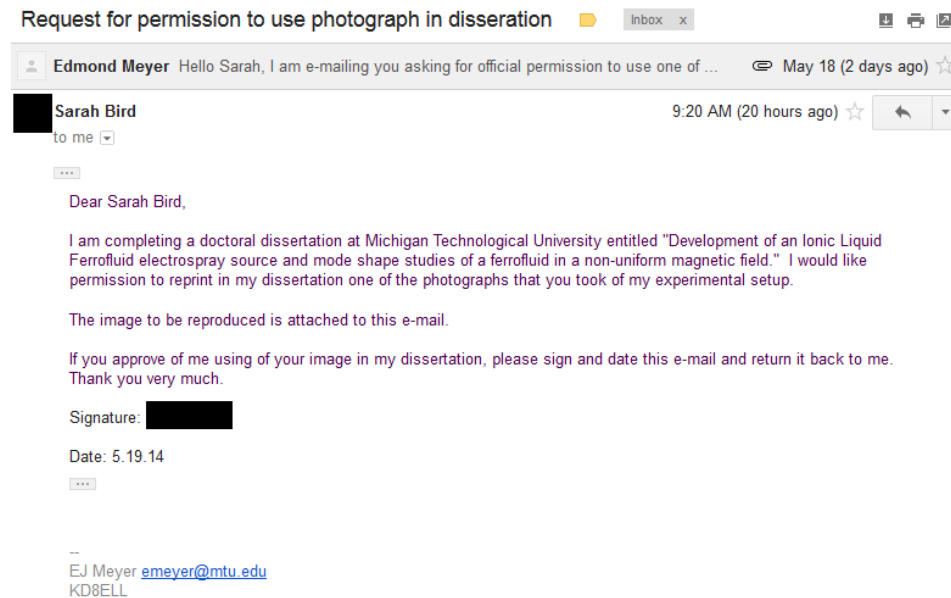 Request for permission to use photograph in disseration Inbox x
Edmond Meyer Hello Sarah, I am e-mailing you asking for official permission to use one of ... May 18 (2 days ago)
Sarah Bird 9:20 AM (20 hours ago)
to me
...
Dear Sarah Bird,
I am completing a doctoral dissertation at Michigan Technological University entitled "Development of an Ionic Liquid
Ferrofluid electrospray source and mode shape studies of a ferrofluid in a non-uniform magnetic field." I would like
permission to reprint in my dissertation one of the photographs that you took of my experimental setup.
The image to be reproduced is attached to this e-mail.
If you approve of me using of your image in my dissertation, please sign and date this e-mail and return it back to me.
Thank you very much.
Signature:
Date: 5.19.14
...
--
EJ Meyer emeyer@mtu.edu
KD8ELL